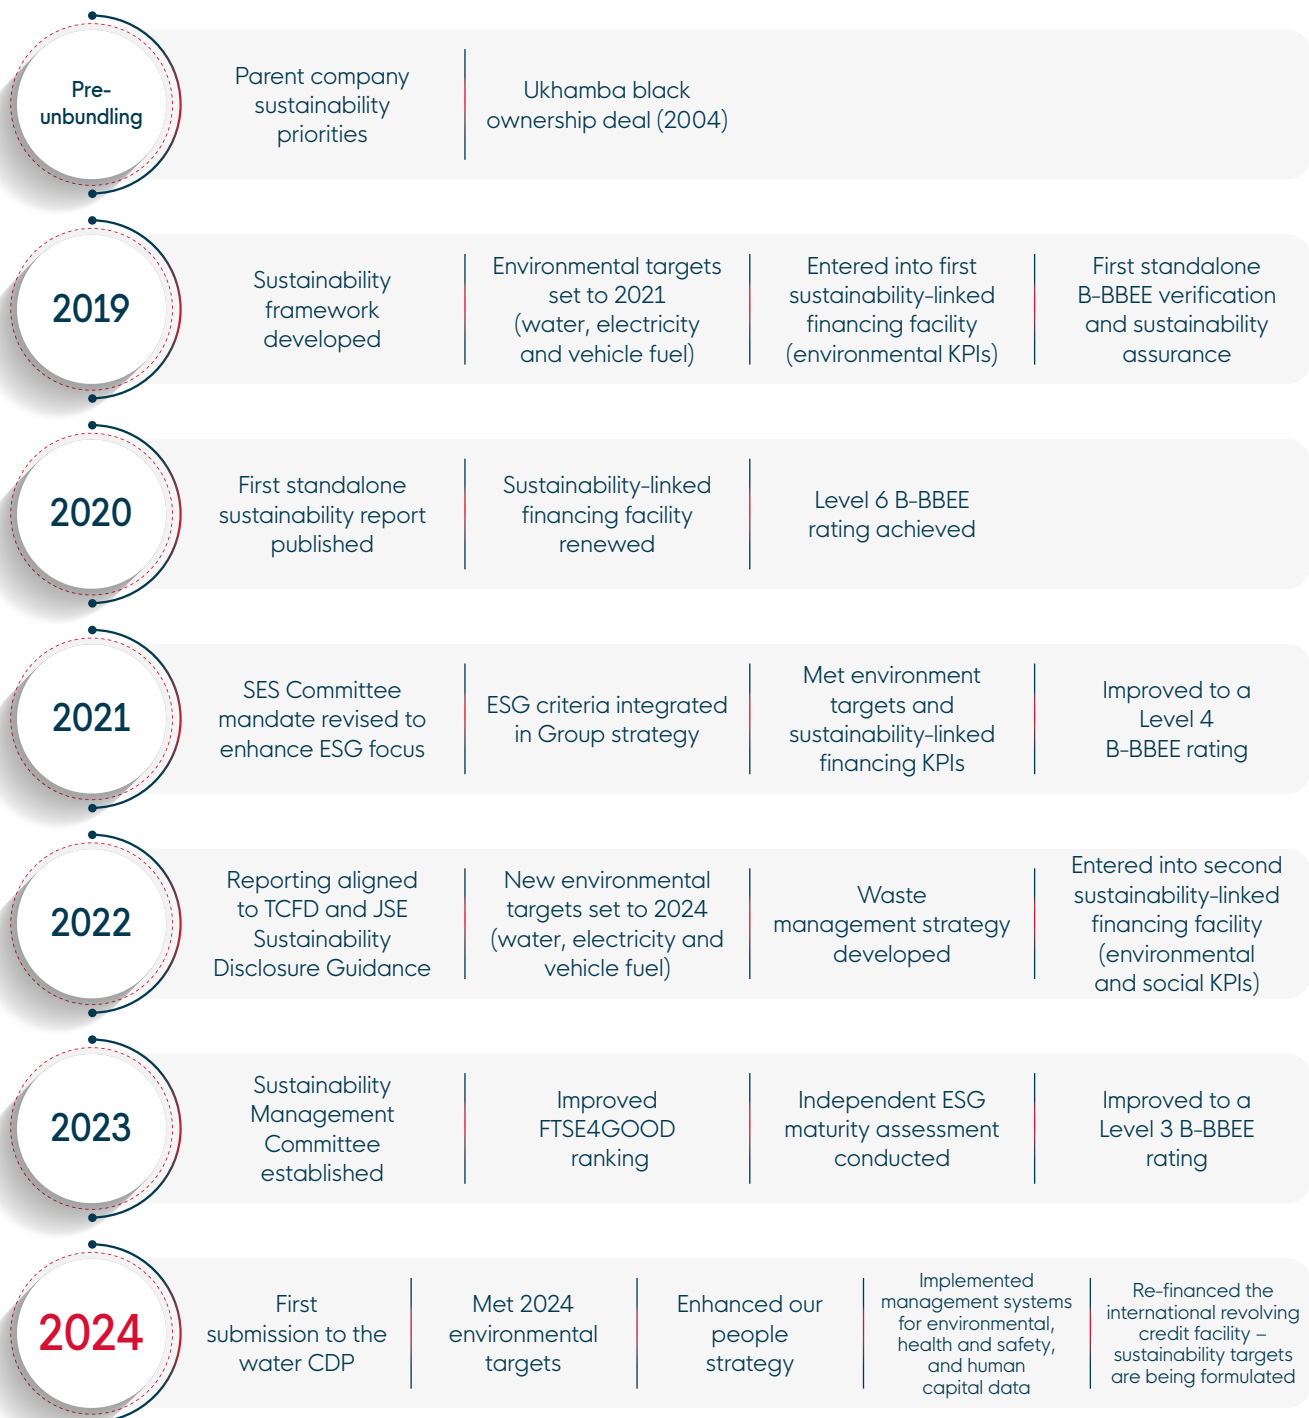 Pre-
unbundling
Parent company
sustainability
priorities
Ukhamba black
ownership deal (2004)
2019
Sustainability
framework
developed
Environmental targets
set to 2021
(water, electricity
and vehicle fuel)
Entered into first
sustainability-linked
financing facility
(environmental KPIs)
First standalone
B-BBEE verification
and sustainability
assurance
2020
First standalone
sustainability report
published
Sustainability-linked
financing facility
renewed
Level 6 B-BBEE
rating achieved
2021
SES Committee
mandate revised to
enhance ESG focus
ESG criteria integrated
in Group strategy
Met environment
targets and
sustainability-linked
financing KPIs
Improved to a
Level 4
B-BBEE rating
2022
Reporting aligned
to TCFD and JSE
Sustainability
Disclosure Guidance
New environmental
targets set to 2024
(water, electricity and
vehicle fuel)
Waste
management strategy
developed
Entered into second
sustainability-linked
financing facility
(environmental
and social KPIs)
2023
Sustainability
Management
Committee
established
Improved
FTSE4GOOD
ranking
Independent ESG
maturity assessment
conducted
Improved to a
Level 3 B-BBEE
rating
2024
First
submission to the
water CDP
Met 2024
environmental
targets
Enhanced our
people
strategy
Implemented
management systems
for environmental,
health and safety,
and human
capital data
Re-financed the
international revolving
credit facility –
sustainability targets
are being formulated